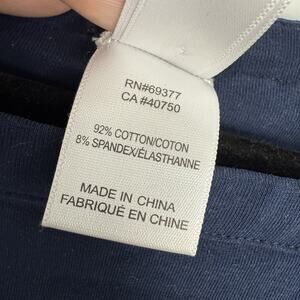 RN#69377
CA #40750
92% COTTON/COTON
8% SPANDEX/ÉLASTHANNE
MADE IN CHINA
FABRIQUÉ EN CHINE